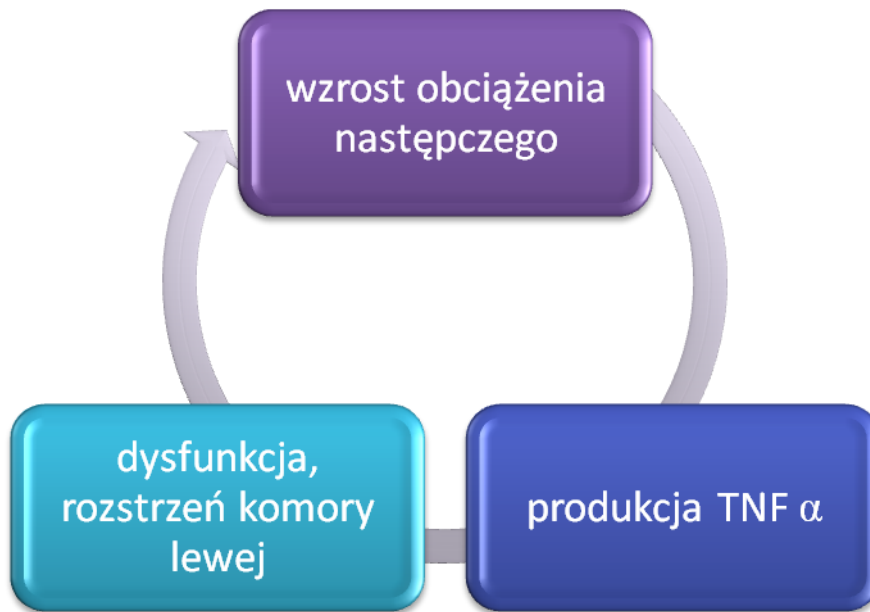 wzrost obciążenia
następczego
dysfunkcja,
rozstrzeń komory
lewej
produkcja TNF α